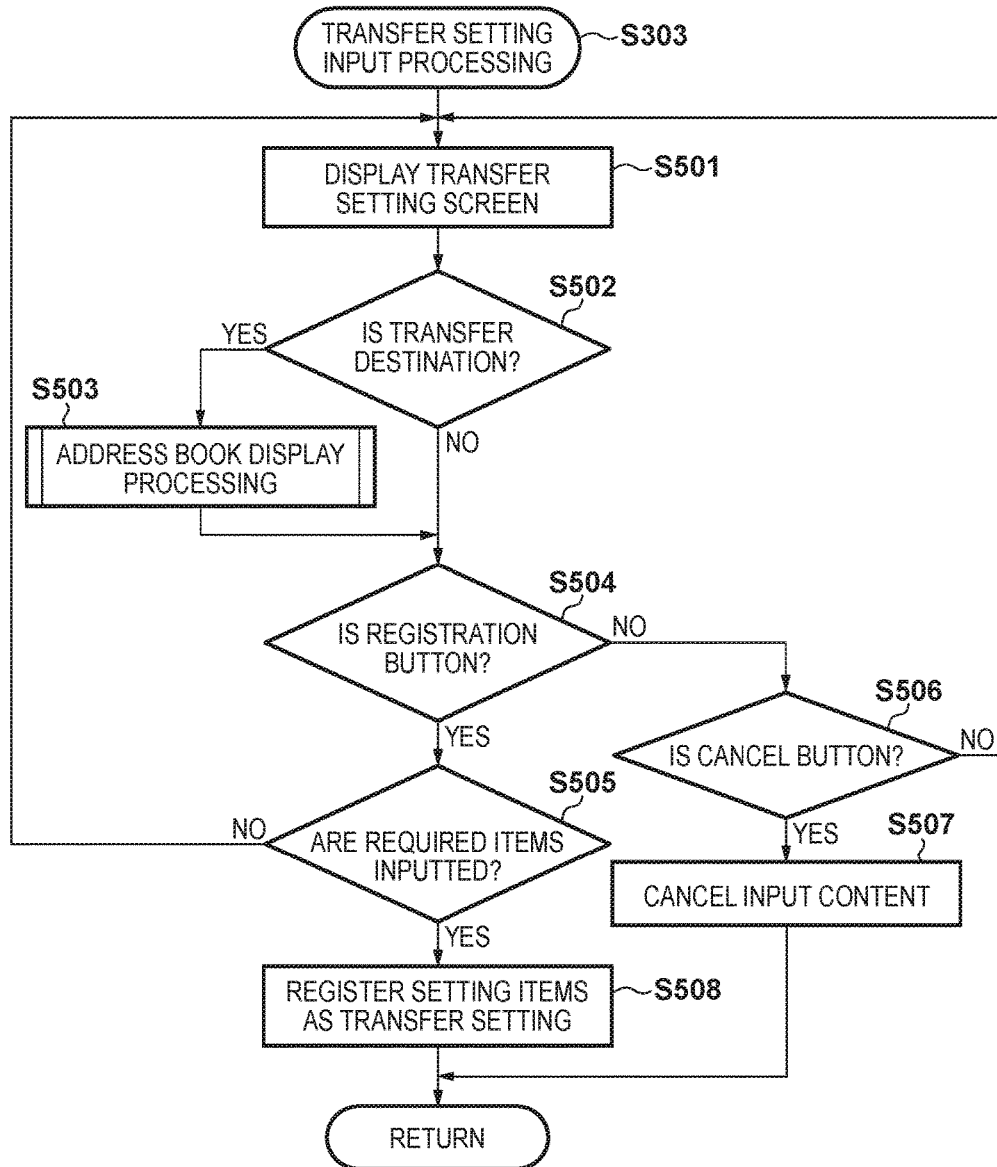 TRANSFER SETTING
INPUT PROCESSING
S303
DISPLAY TRANSFER
SETTING SCREEN
S501
S502
IS TRANSFER
DESTINATION?
YES
NO
S503
ADDRESS BOOK DISPLAY
PROCESSING
S504
IS REGISTRATION
BUTTON?
NO
YES
S506
IS CANCEL BUTTON?
NO
YES
S505
ARE REQUIRED ITEMS
INPUTTED?
NO
YES
S507
CANCEL INPUT CONTENT
REGISTER SETTING ITEMS
AS TRANSFER SETTING
S508
RETURN